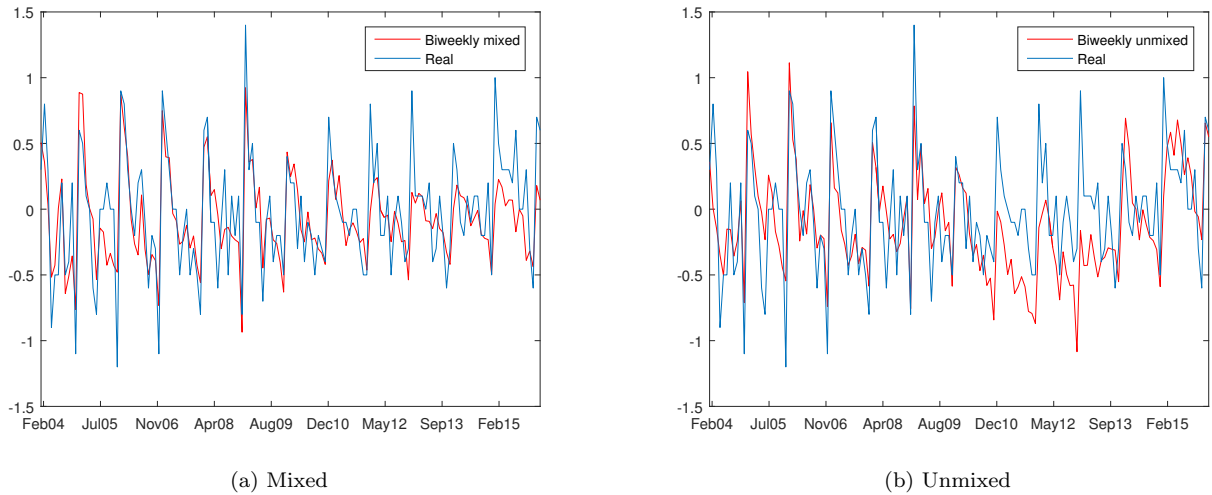 1.5
1
0.5
0
-0.5
-1
-1.5
Biweekly mixed
Real
Feb04 Jul05 Nov06 Apr08 Aug09 Dec10 May12 Sep13 Feb15
(a) Mixed
1.5
1
0.5
0
-0.5
-1
-1.5
Biweekly unmixed
Real
Feb04 Jul05 Nov06 Apr08 Aug09 Dec10 May12 Sep13 Feb15
(b) Unmixed